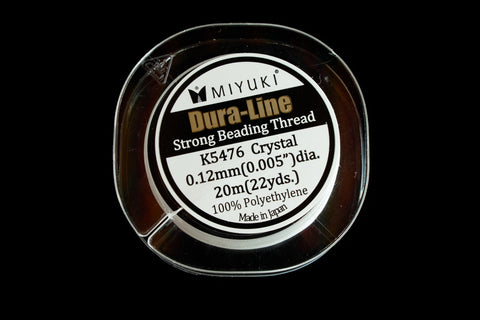 MIYUKI®
Dura-Line
Strong Beading Thread
K5476 Crystal
0.12mm(0.005”)dia.
20m(22yds.)
100% Polyethylene
Made in Japan